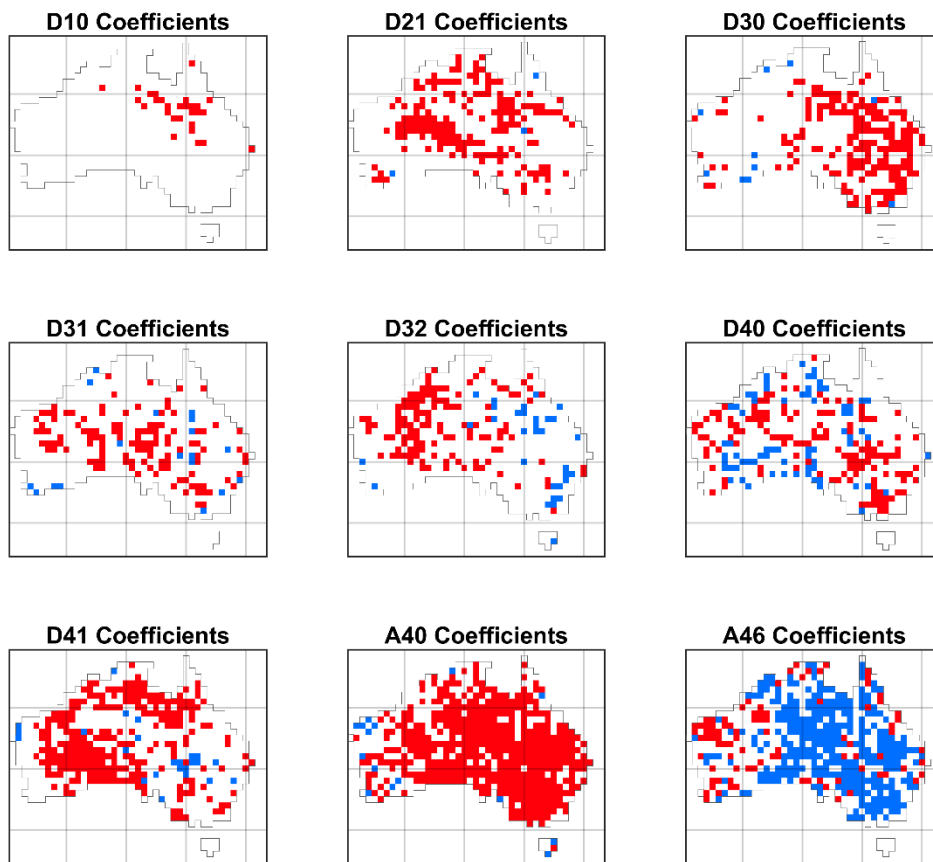 D10 Coefficients
D21 Coefficients
D30 Coefficients
D31 Coefficients
D32 Coefficients
D40 Coefficients
D41 Coefficients
A40 Coefficients
A46 Coefficients